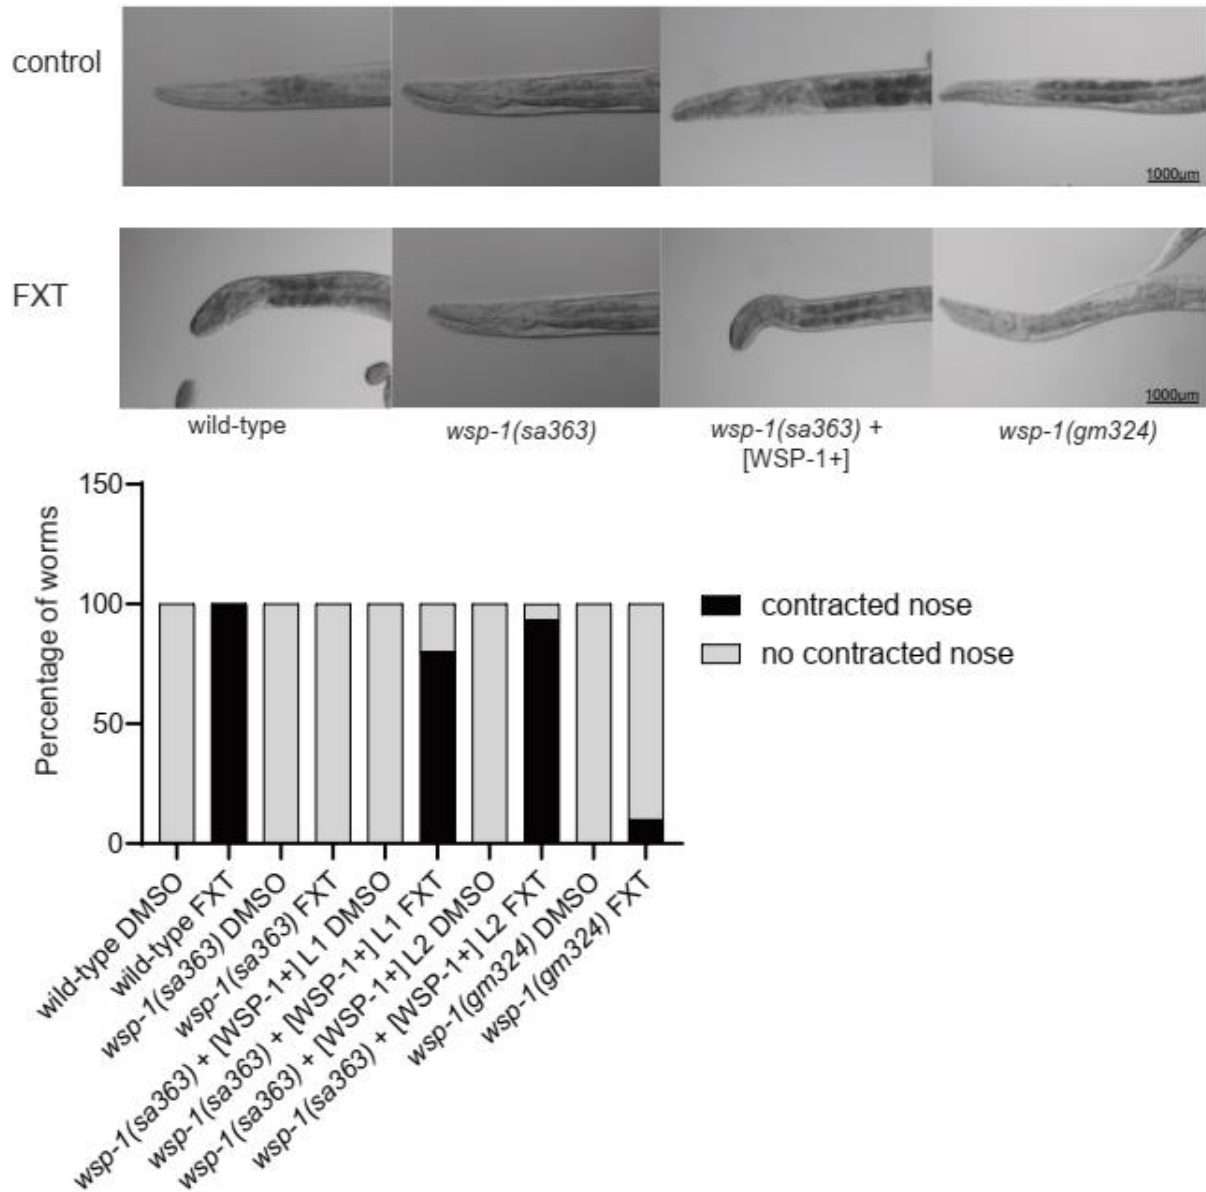 control
1000µm
FXT
1000µm
wild-type
wsp-1(sa363)
wsp-1(sa363) +
[WSP-1+]
wsp-1(gm324)
Percentage of worms
150
100
50
0
contracted nose
no contracted nose
wild-type DMSO
wild-type FXT
wsp-1(sa363) DMSO
wsp-1(sa363) FXT
wsp-1(sa363) + [WSP-1+] L1 DMSO
wsp-1(sa363) + [WSP-1+] L1 FXT
wsp-1(sa363) + [WSP-1+] L2 DMSO
wsp-1(sa363) + [WSP-1+] L2 FXT
wsp-1(gm324) DMSO
wsp-1(gm324) FXT